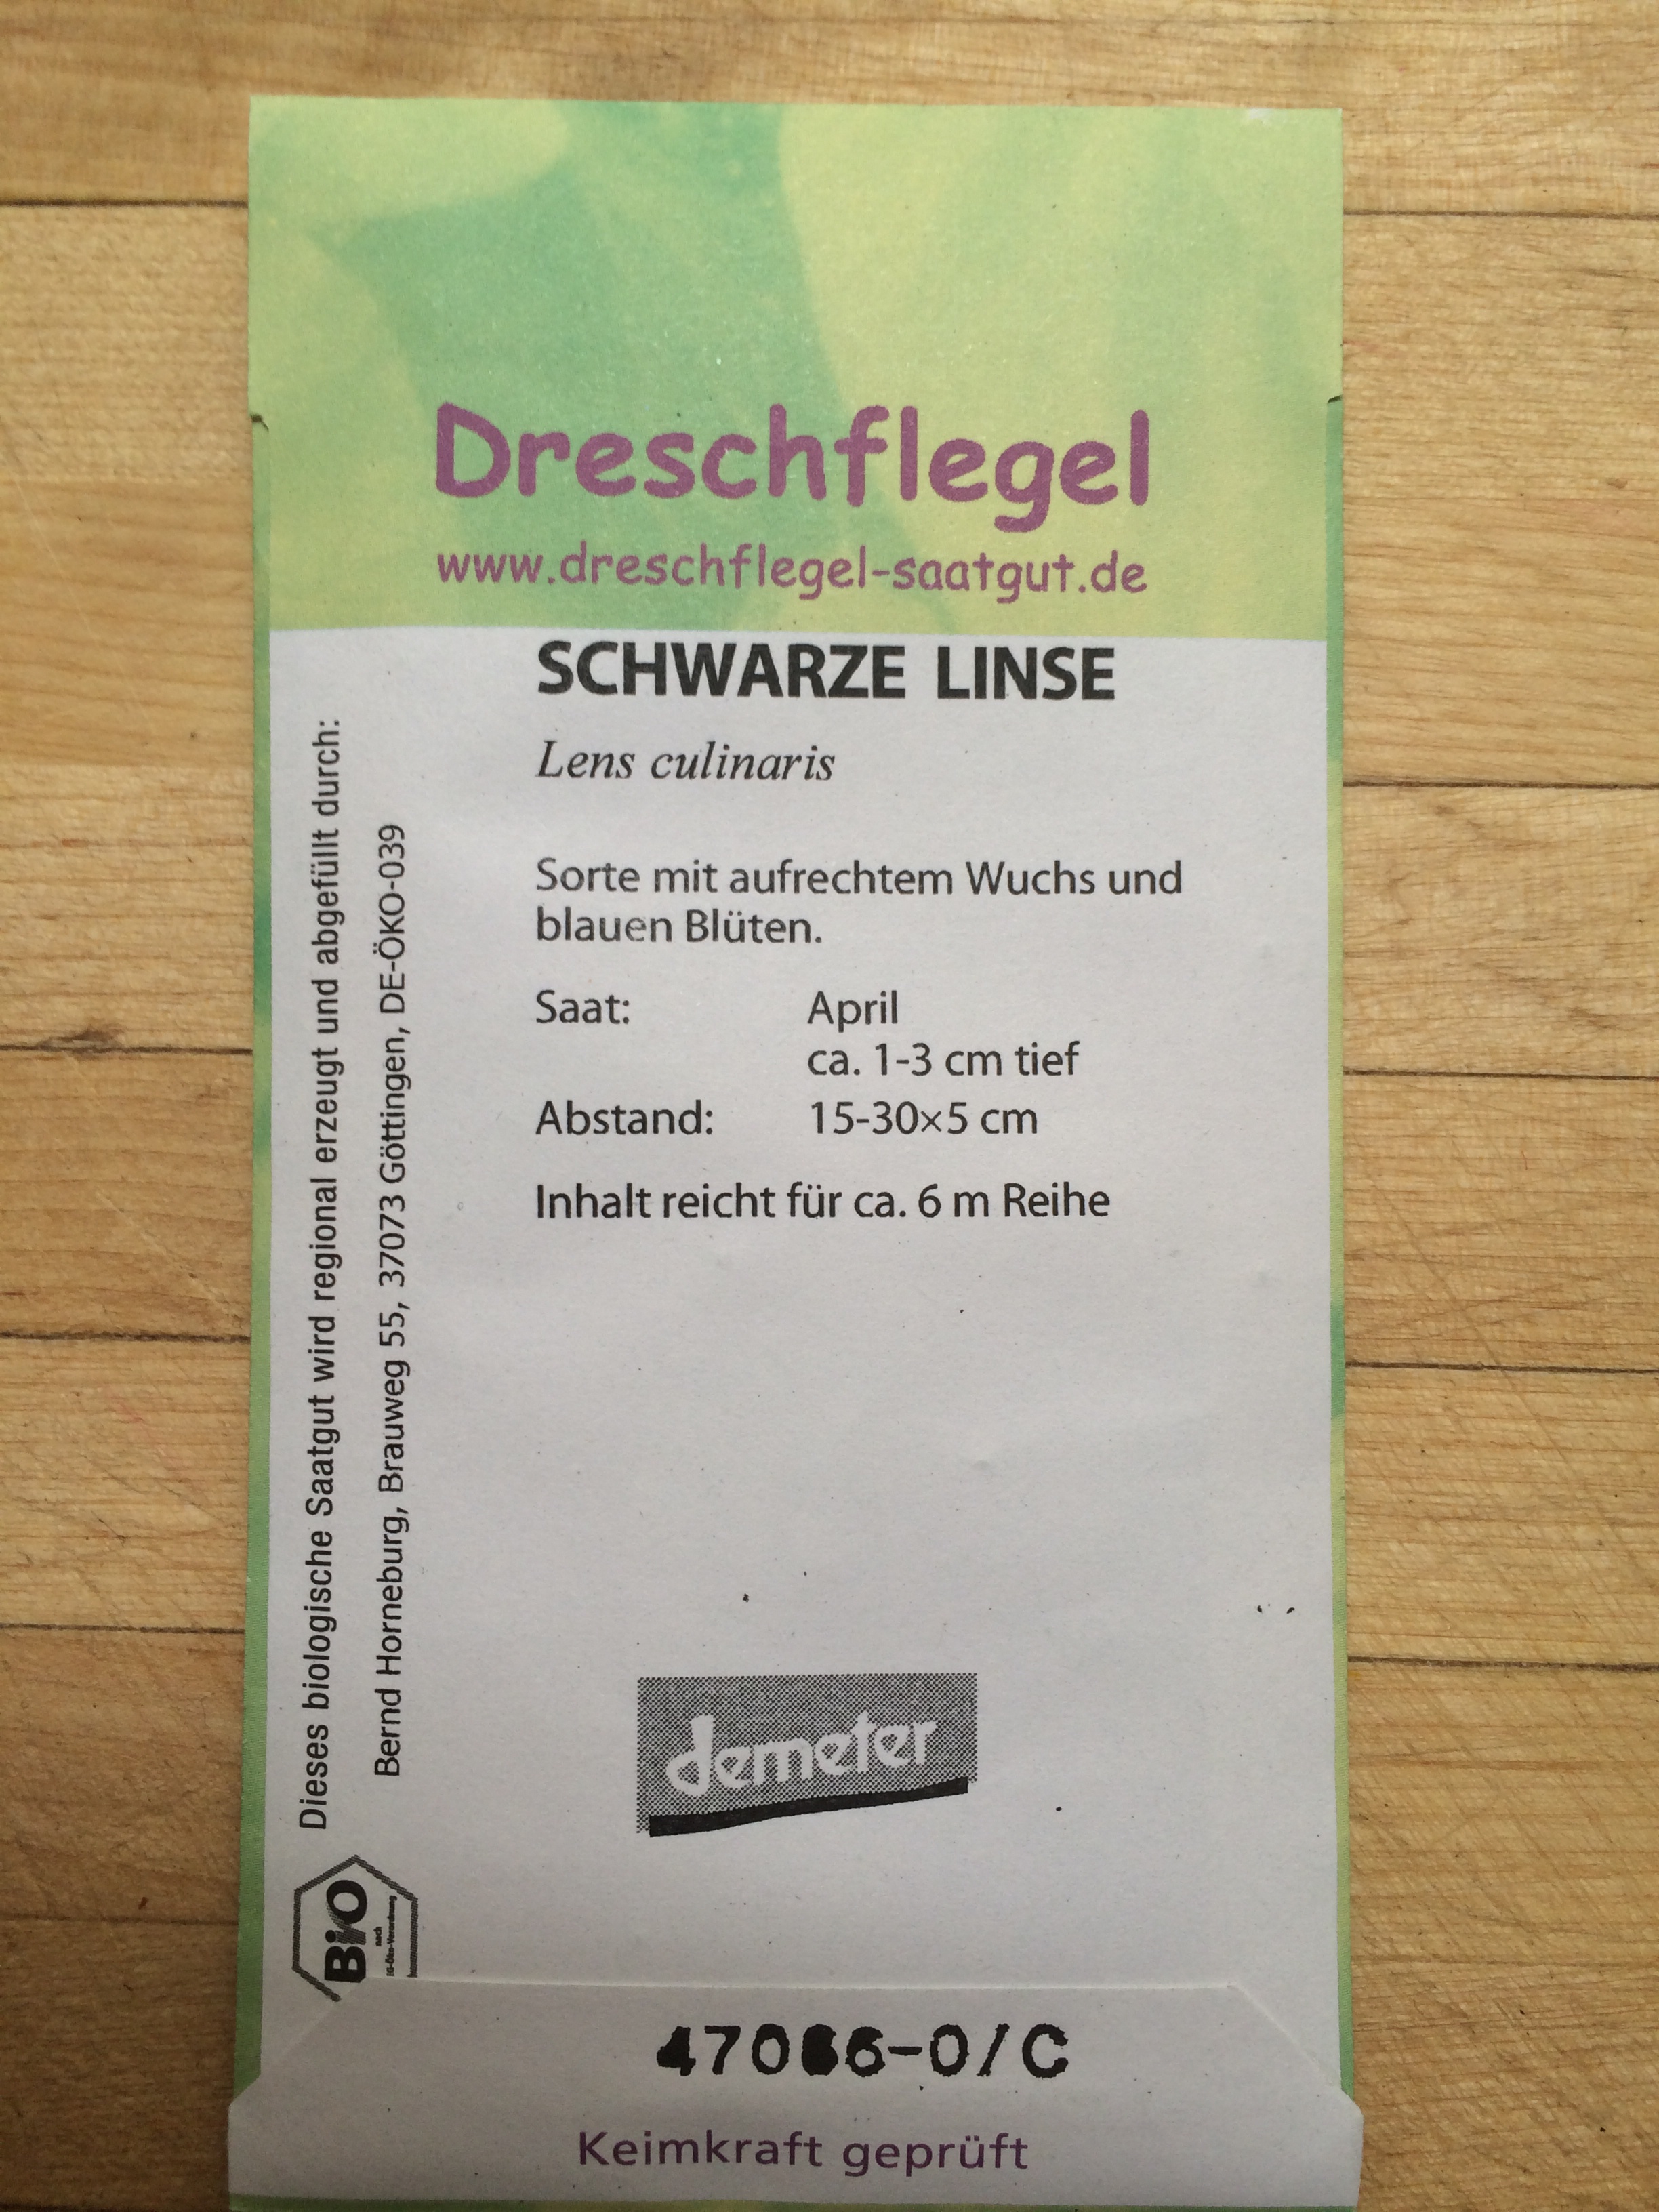 Dreschflegel
www.dreschflegel-saatgut.de
SCHWARZE LINSE
Lens culinaris
Sorte mit aufrechtem Wuchs und
blauen Blüten.
Saat: April
ca. 1-3 cm tief
Abstand: 15-30×5 cm
Inhalt reicht für ca. 6 m Reihe
Dieses biologische Saatgut wird regional erzeugt und abgefüllt durch:
Bernd Horneburg, Brauweg 55, 37073 Göttingen, DE-ÖKO-039
Bio
nach
demeter
Keimkraft geprüft